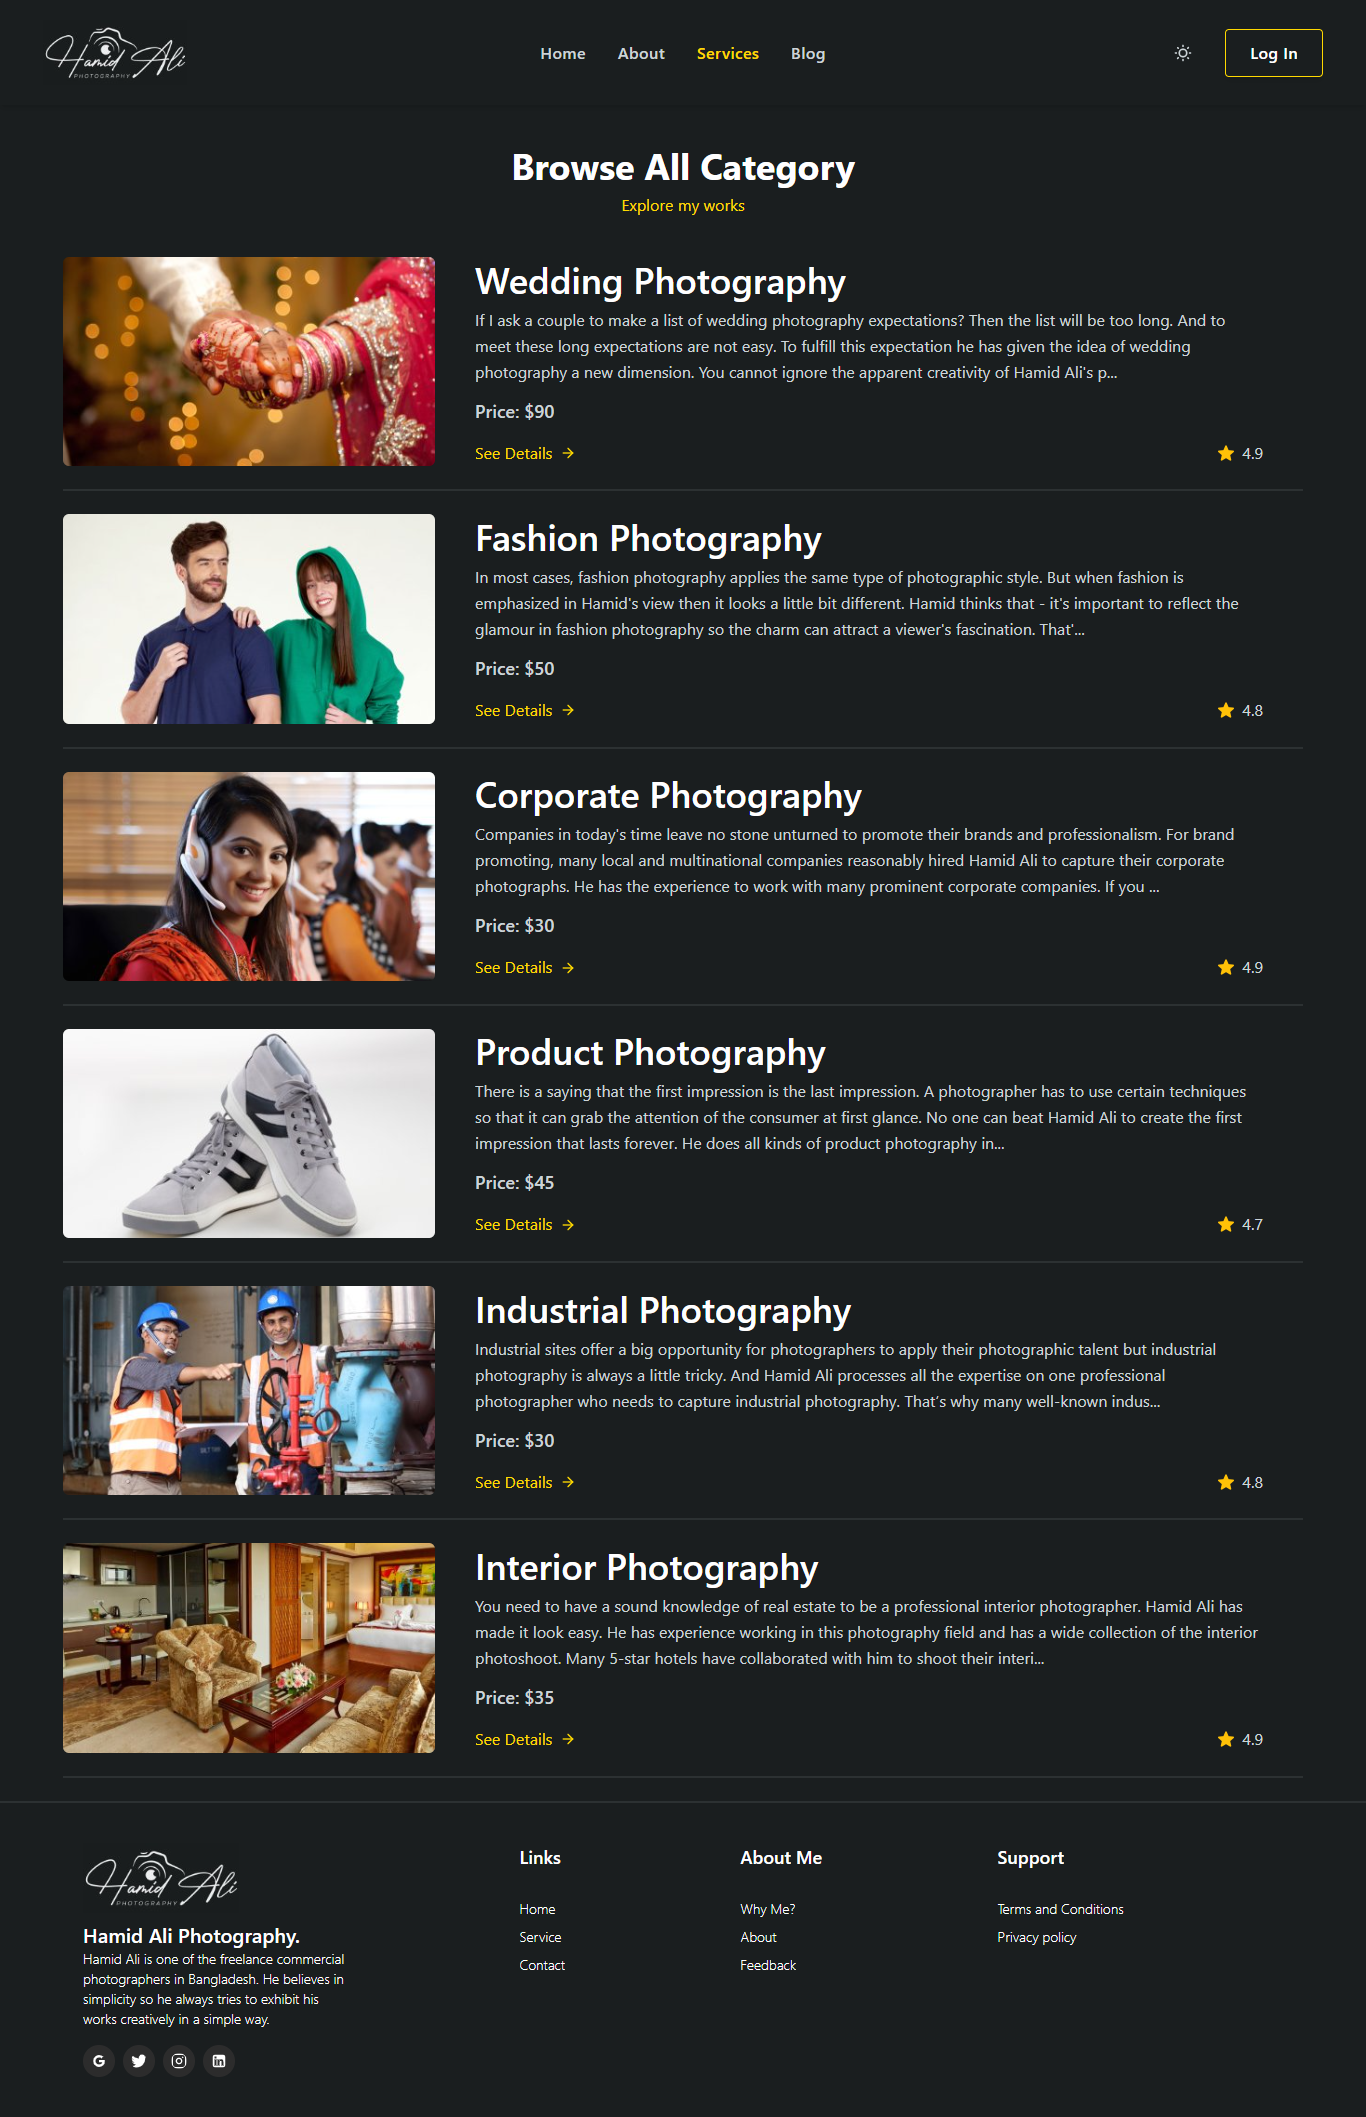 Hamid Ali
PHOTOGRAPHY
Home
About
Services
Blog
Log In
Browse All Category
Explore my works
Wedding Photography
If I ask a couple to make a list of wedding photography expectations? Then the list will be too long. And to
meet these long expectations are not easy. To fulfill this expectation he has given the idea of wedding
photography a new dimension. You cannot ignore the apparent creativity of Hamid Ali's p...
Price: $90
See Details
4.9
Fashion Photography
In most cases, fashion photography applies the same type of photographic style. But when fashion is
emphasized in Hamid's view then it looks a little bit different. Hamid thinks that - it's important to reflect the
glamour in fashion photography so the charm can attract a viewer's fascination. That'...
Price: $50
See Details
4.8
Corporate Photography
Companies in today's time leave no stone unturned to promote their brands and professionalism. For brand
promoting, many local and multinational companies reasonably hired Hamid Ali to capture their corporate
photographs. He has the experience to work with many prominent corporate companies. If you ...
Price: $30
See Details
4.9
Product Photography
There is a saying that the first impression is the last impression. A photographer has to use certain techniques
so that it can grab the attention of the consumer at first glance. No one can beat Hamid Ali to create the first
impression that lasts forever. He does all kinds of product photography in...
Price: $45
See Details
4.7
Industrial Photography
Industrial sites offer a big opportunity for photographers to apply their photographic talent but industrial
photography is always a little tricky. And Hamid Ali processes all the expertise on one professional
photographer who needs to capture industrial photography. That's why many well-known indus...
Price: $30
See Details
4.8
Interior Photography
You need to have a sound knowledge of real estate to be a professional interior photographer. Hamid Ali has
made it look easy. He has experience working in this photography field and has a wide collection of the interior
photoshoot. Many 5-star hotels have collaborated with him to shoot their interi...
Price: $35
See Details
4.9
Hamid Ali
PHOTOGRAPHY
Hamid Ali Photography.
Hamid Ali is one of the freelance commercial
photographers in Bangladesh. He believes in
simplicity so he always tries to exhibit his
works creatively in a simple way.
Links
Home
Service
Contact
About Me
Why Me?
About
Feedback
Support
Terms and Conditions
Privacy policy